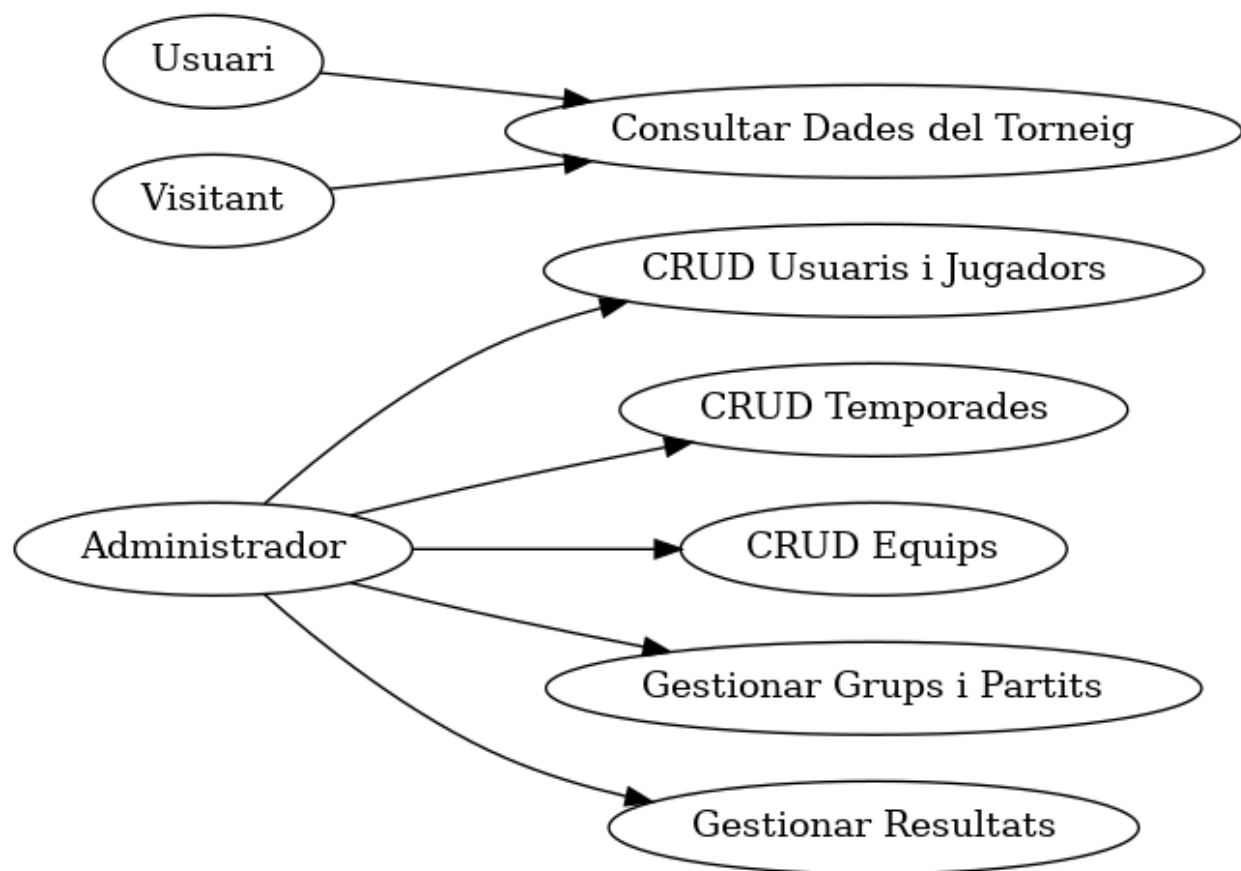 Usuari
Consultar Dades del Torneig
Visitant
CRUD Usuaris i Jugadors
CRUD Temporades
Administrador
CRUD Equips
Gestionar Grups i Partits
Gestionar Resultats